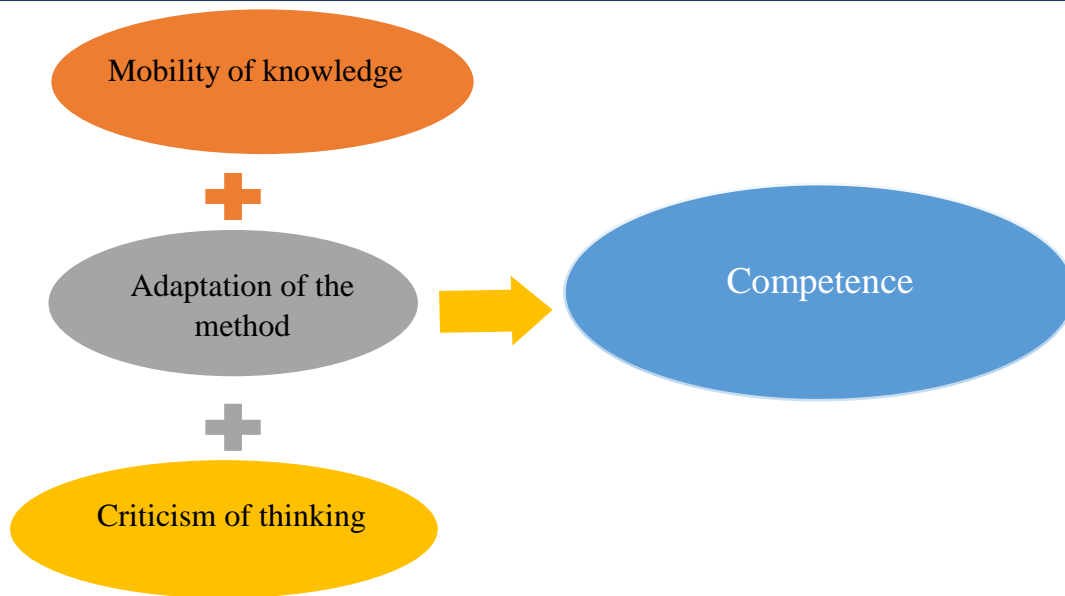 Mobility of knowledge
Adaptation of the
method
Criticism of thinking
Competence